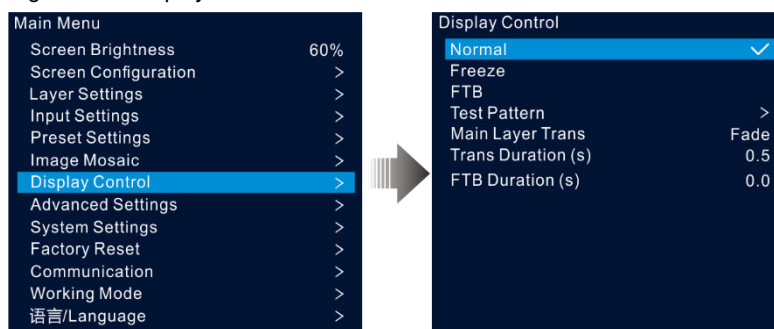 Main Menu
Screen Brightness 60%
Screen Configuration >
Layer Settings >
Input Settings >
Preset Settings >
Image Mosaic >
Display Control >
Advanced Settings >
System Settings >
Factory Reset >
Communication >
Working Mode >
语言/Language >
Display Control
Normal ✓
Freeze
FTB
Test Pattern >
Main Layer Trans Fade
Trans Duration (s) 0.5
FTB Duration (s) 0.0